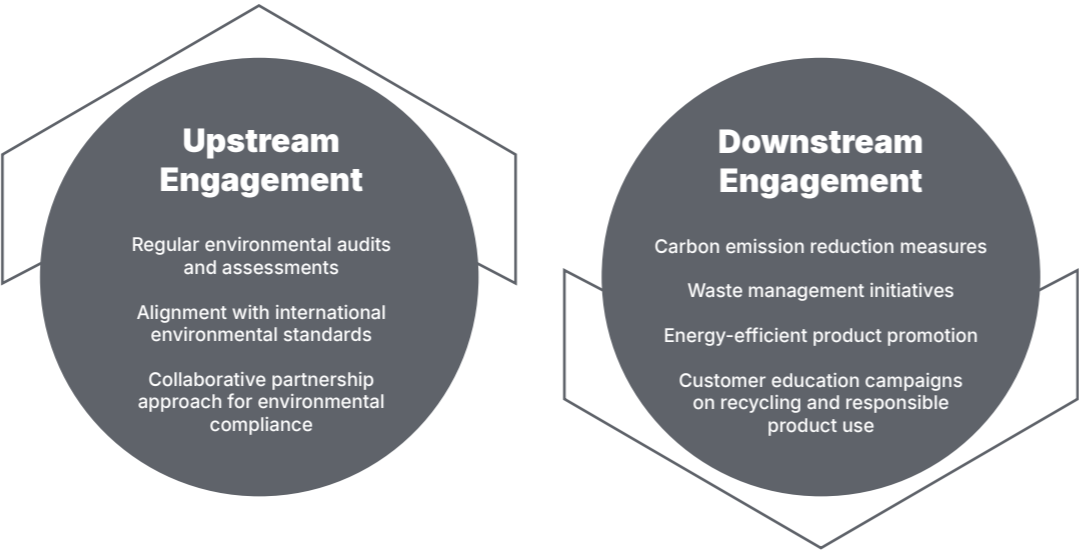 Upstream
Engagement
Regular environmental audits
and assessments
Alignment with international
environmental standards
Collaborative partnership
approach for environmental
compliance
Downstream
Engagement
Carbon emission reduction measures
Waste management initiatives
Energy-efficient product promotion
Customer education campaigns
on recycling and responsible
product use